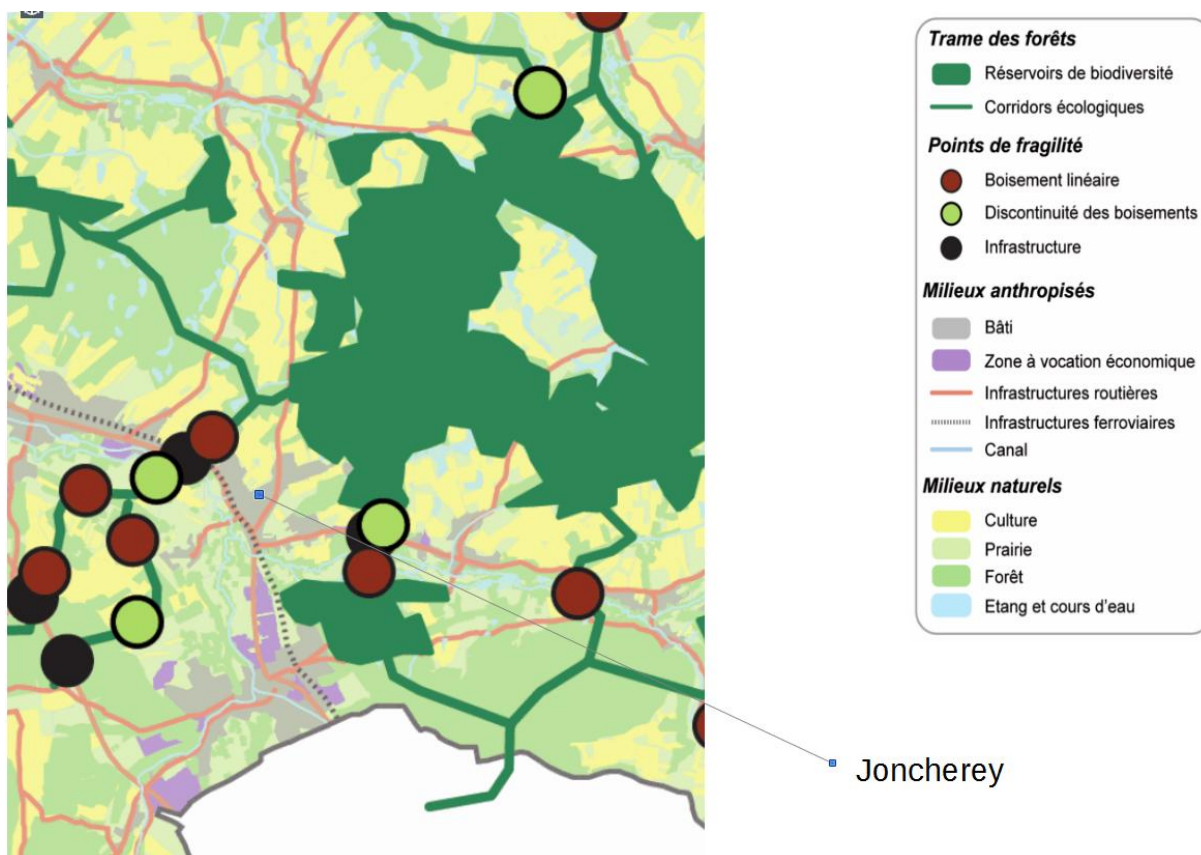 Trame des forêts
Réservoirs de biodiversité
Corridors écologiques
Points de fragilité
Boisement linéaire
Discontinuité des boisements
Infrastructure
Milieux anthropisés
Bâti
Zone à vocation économique
Infrastructures routières
Infrastructures ferroviaires
Canal
Milieux naturels
Culture
Prairie
Forêt
Etang et cours d'eau
Joncherey